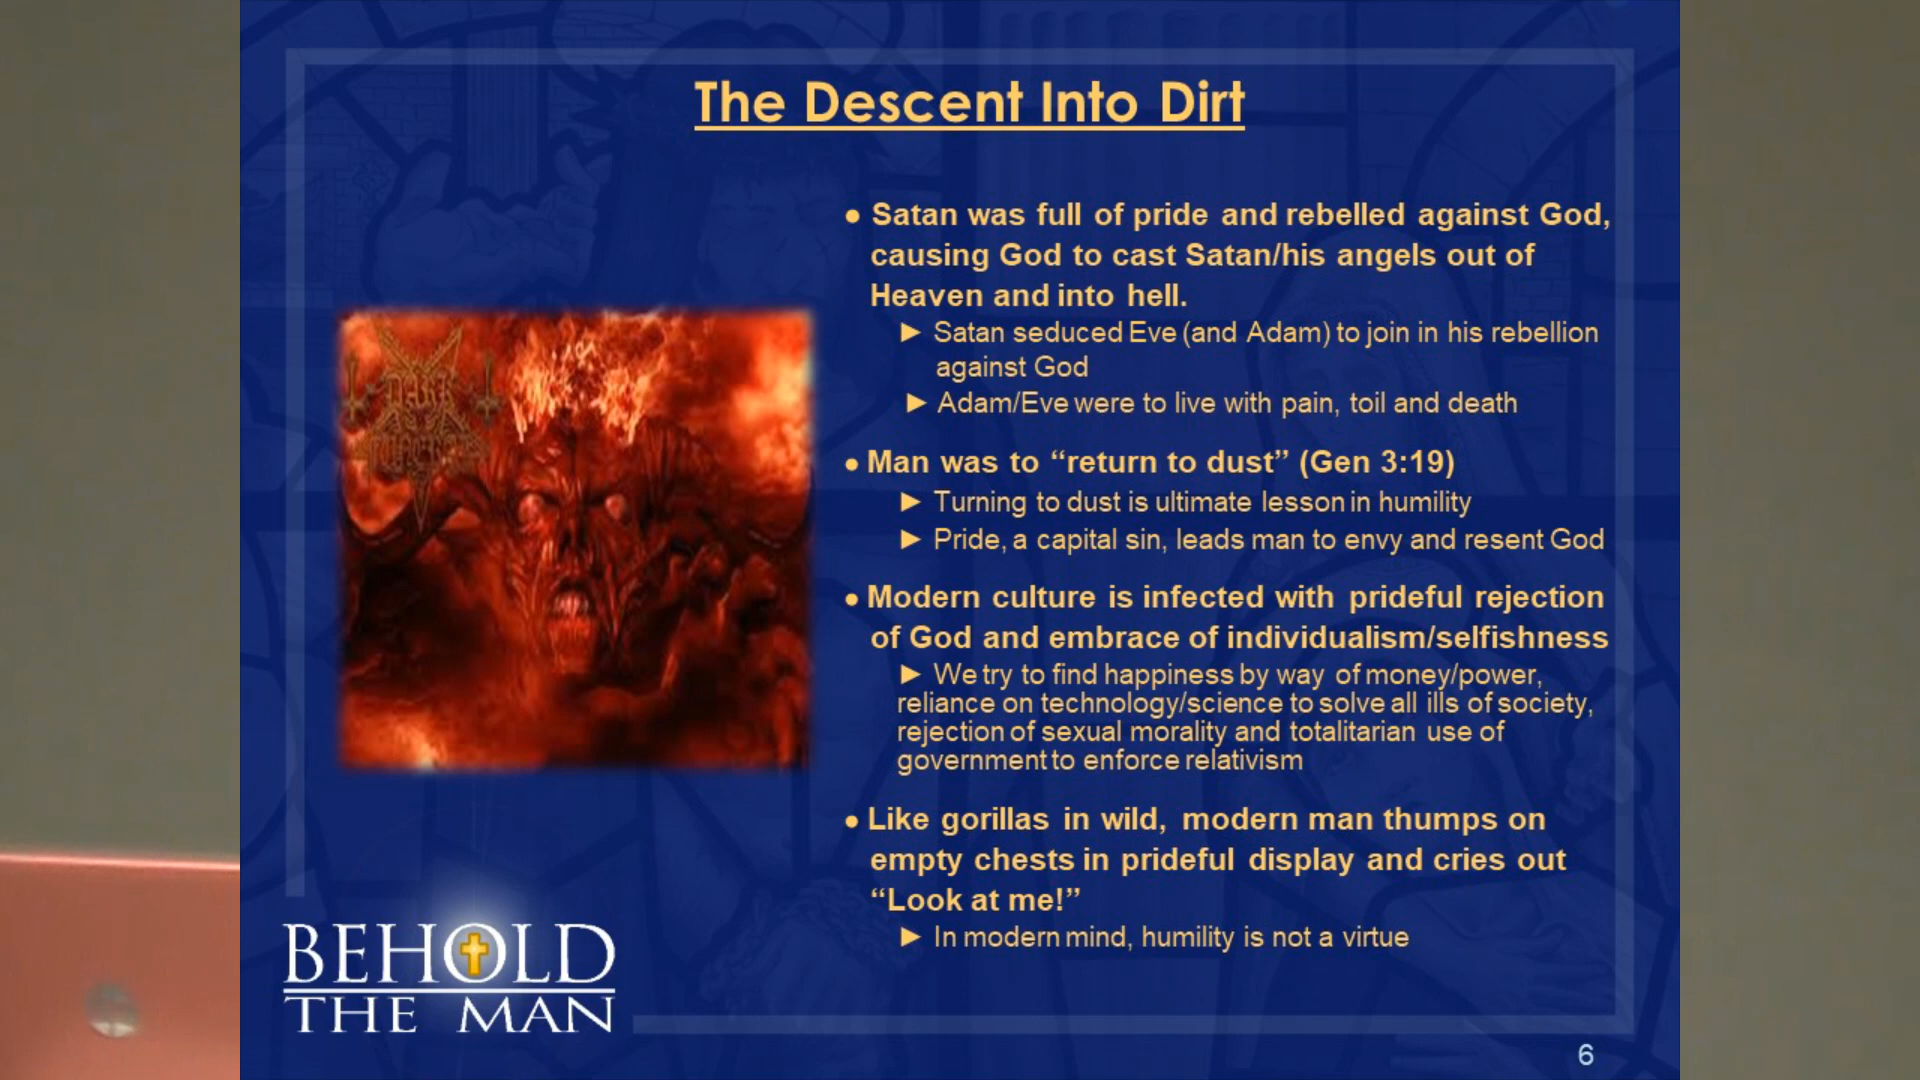 The Descent Into Dirt
● Satan was full of pride and rebelled against God,
causing God to cast Satan/his angels out of
Heaven and into hell.
► Satan seduced Eve (and Adam) to join in his rebellion
against God
► Adam/Eve were to live with pain, toil and death
● Man was to “return to dust” (Gen 3:19)
► Turning to dust is ultimate lesson in humility
► Pride, a capital sin, leads man to envy and resent God
● Modern culture is infected with prideful rejection
of God and embrace of individualism/selfishness
► We try to find happiness by way of money/power,
reliance on technology/science to solve all ills of society,
rejection of sexual morality and totalitarian use of
government to enforce relativism
● Like gorillas in wild, modern man thumps on
empty chests in prideful display and cries out
“Look at me!”
► In modern mind, humility is not a virtue
BEHOLD
THE MAN
6